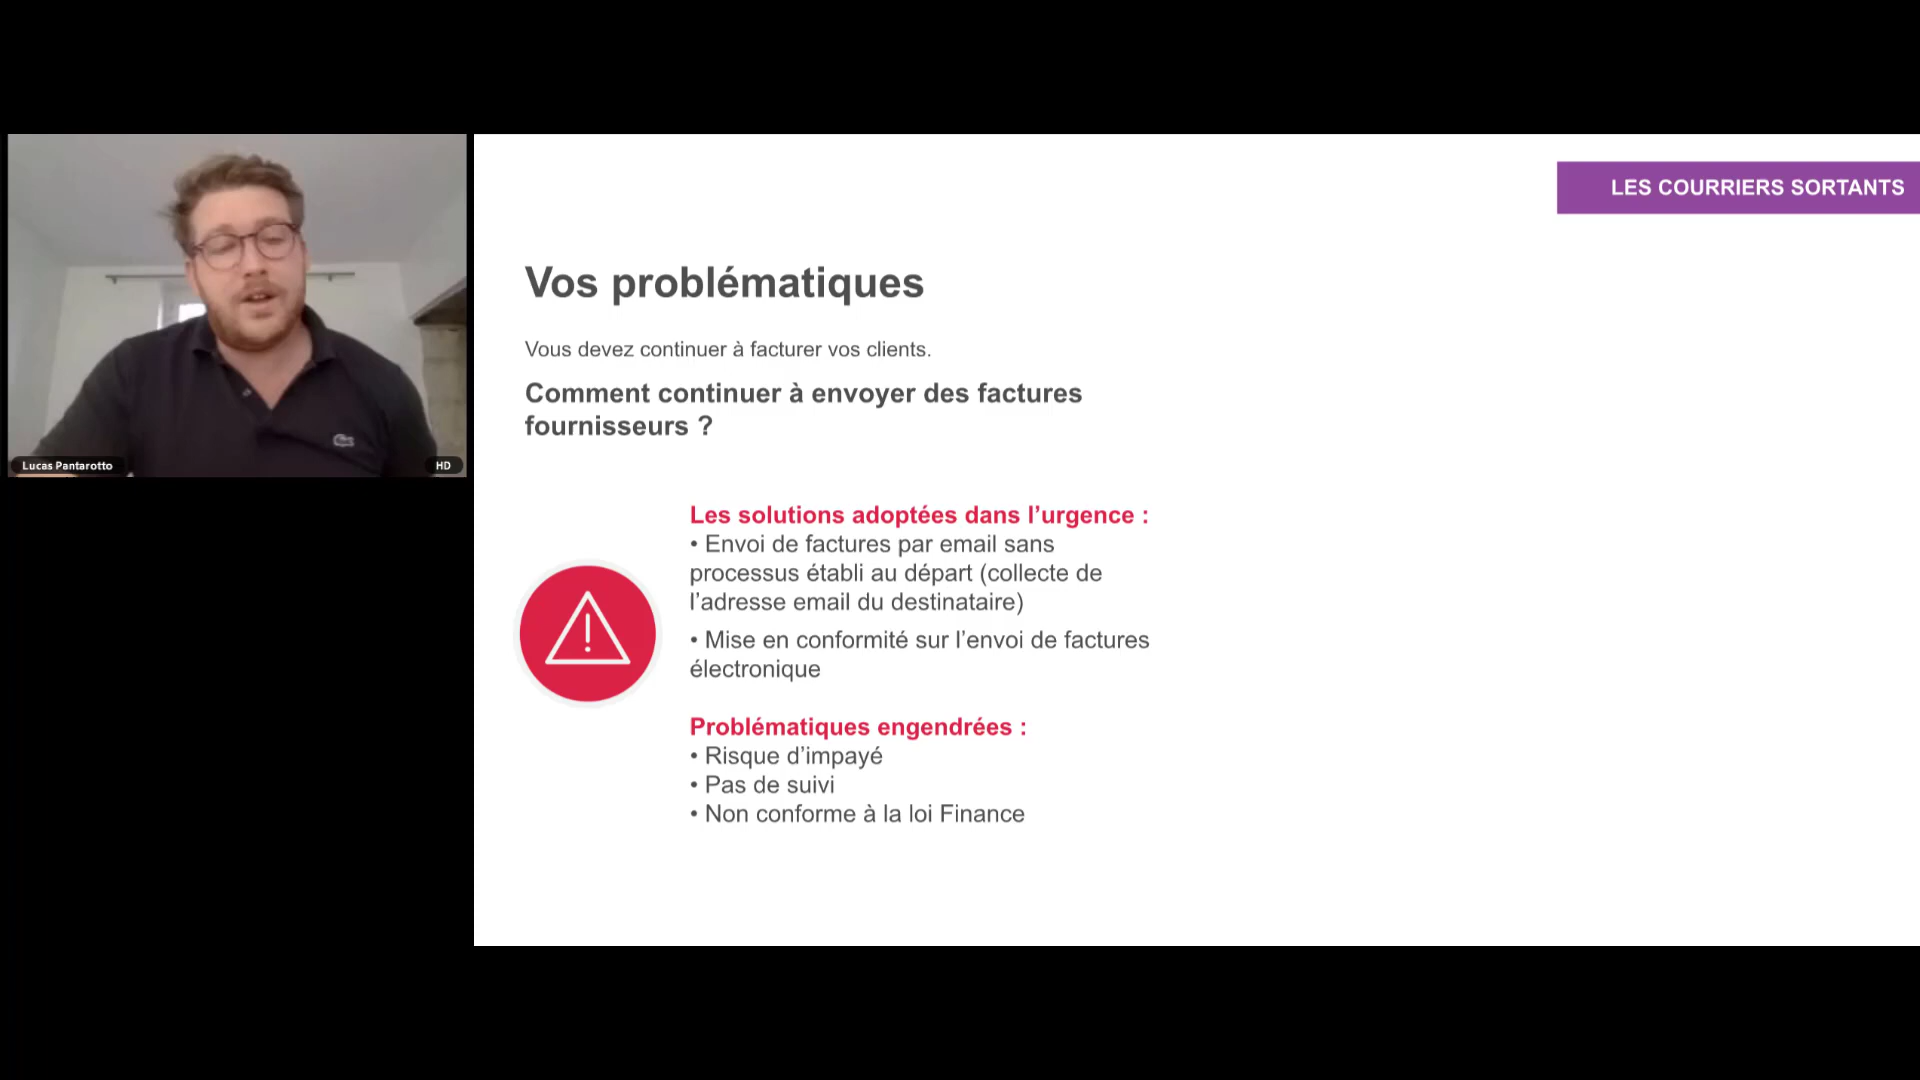 LES COURRIERS SORTANTS
Vos problématiques
Vous devez continuer à facturer vos clients.
Comment continuer à envoyer des factures
fournisseurs ?
Les solutions adoptées dans l’urgence :
• Envoi de factures par email sans
processus établi au départ (collecte de
l’adresse email du destinataire)
• Mise en conformité sur l’envoi de factures
électronique
Problématiques engendrées :
• Risque d’impayé
• Pas de suivi
• Non conforme à la loi Finance
Lucas Pantarotto
HD